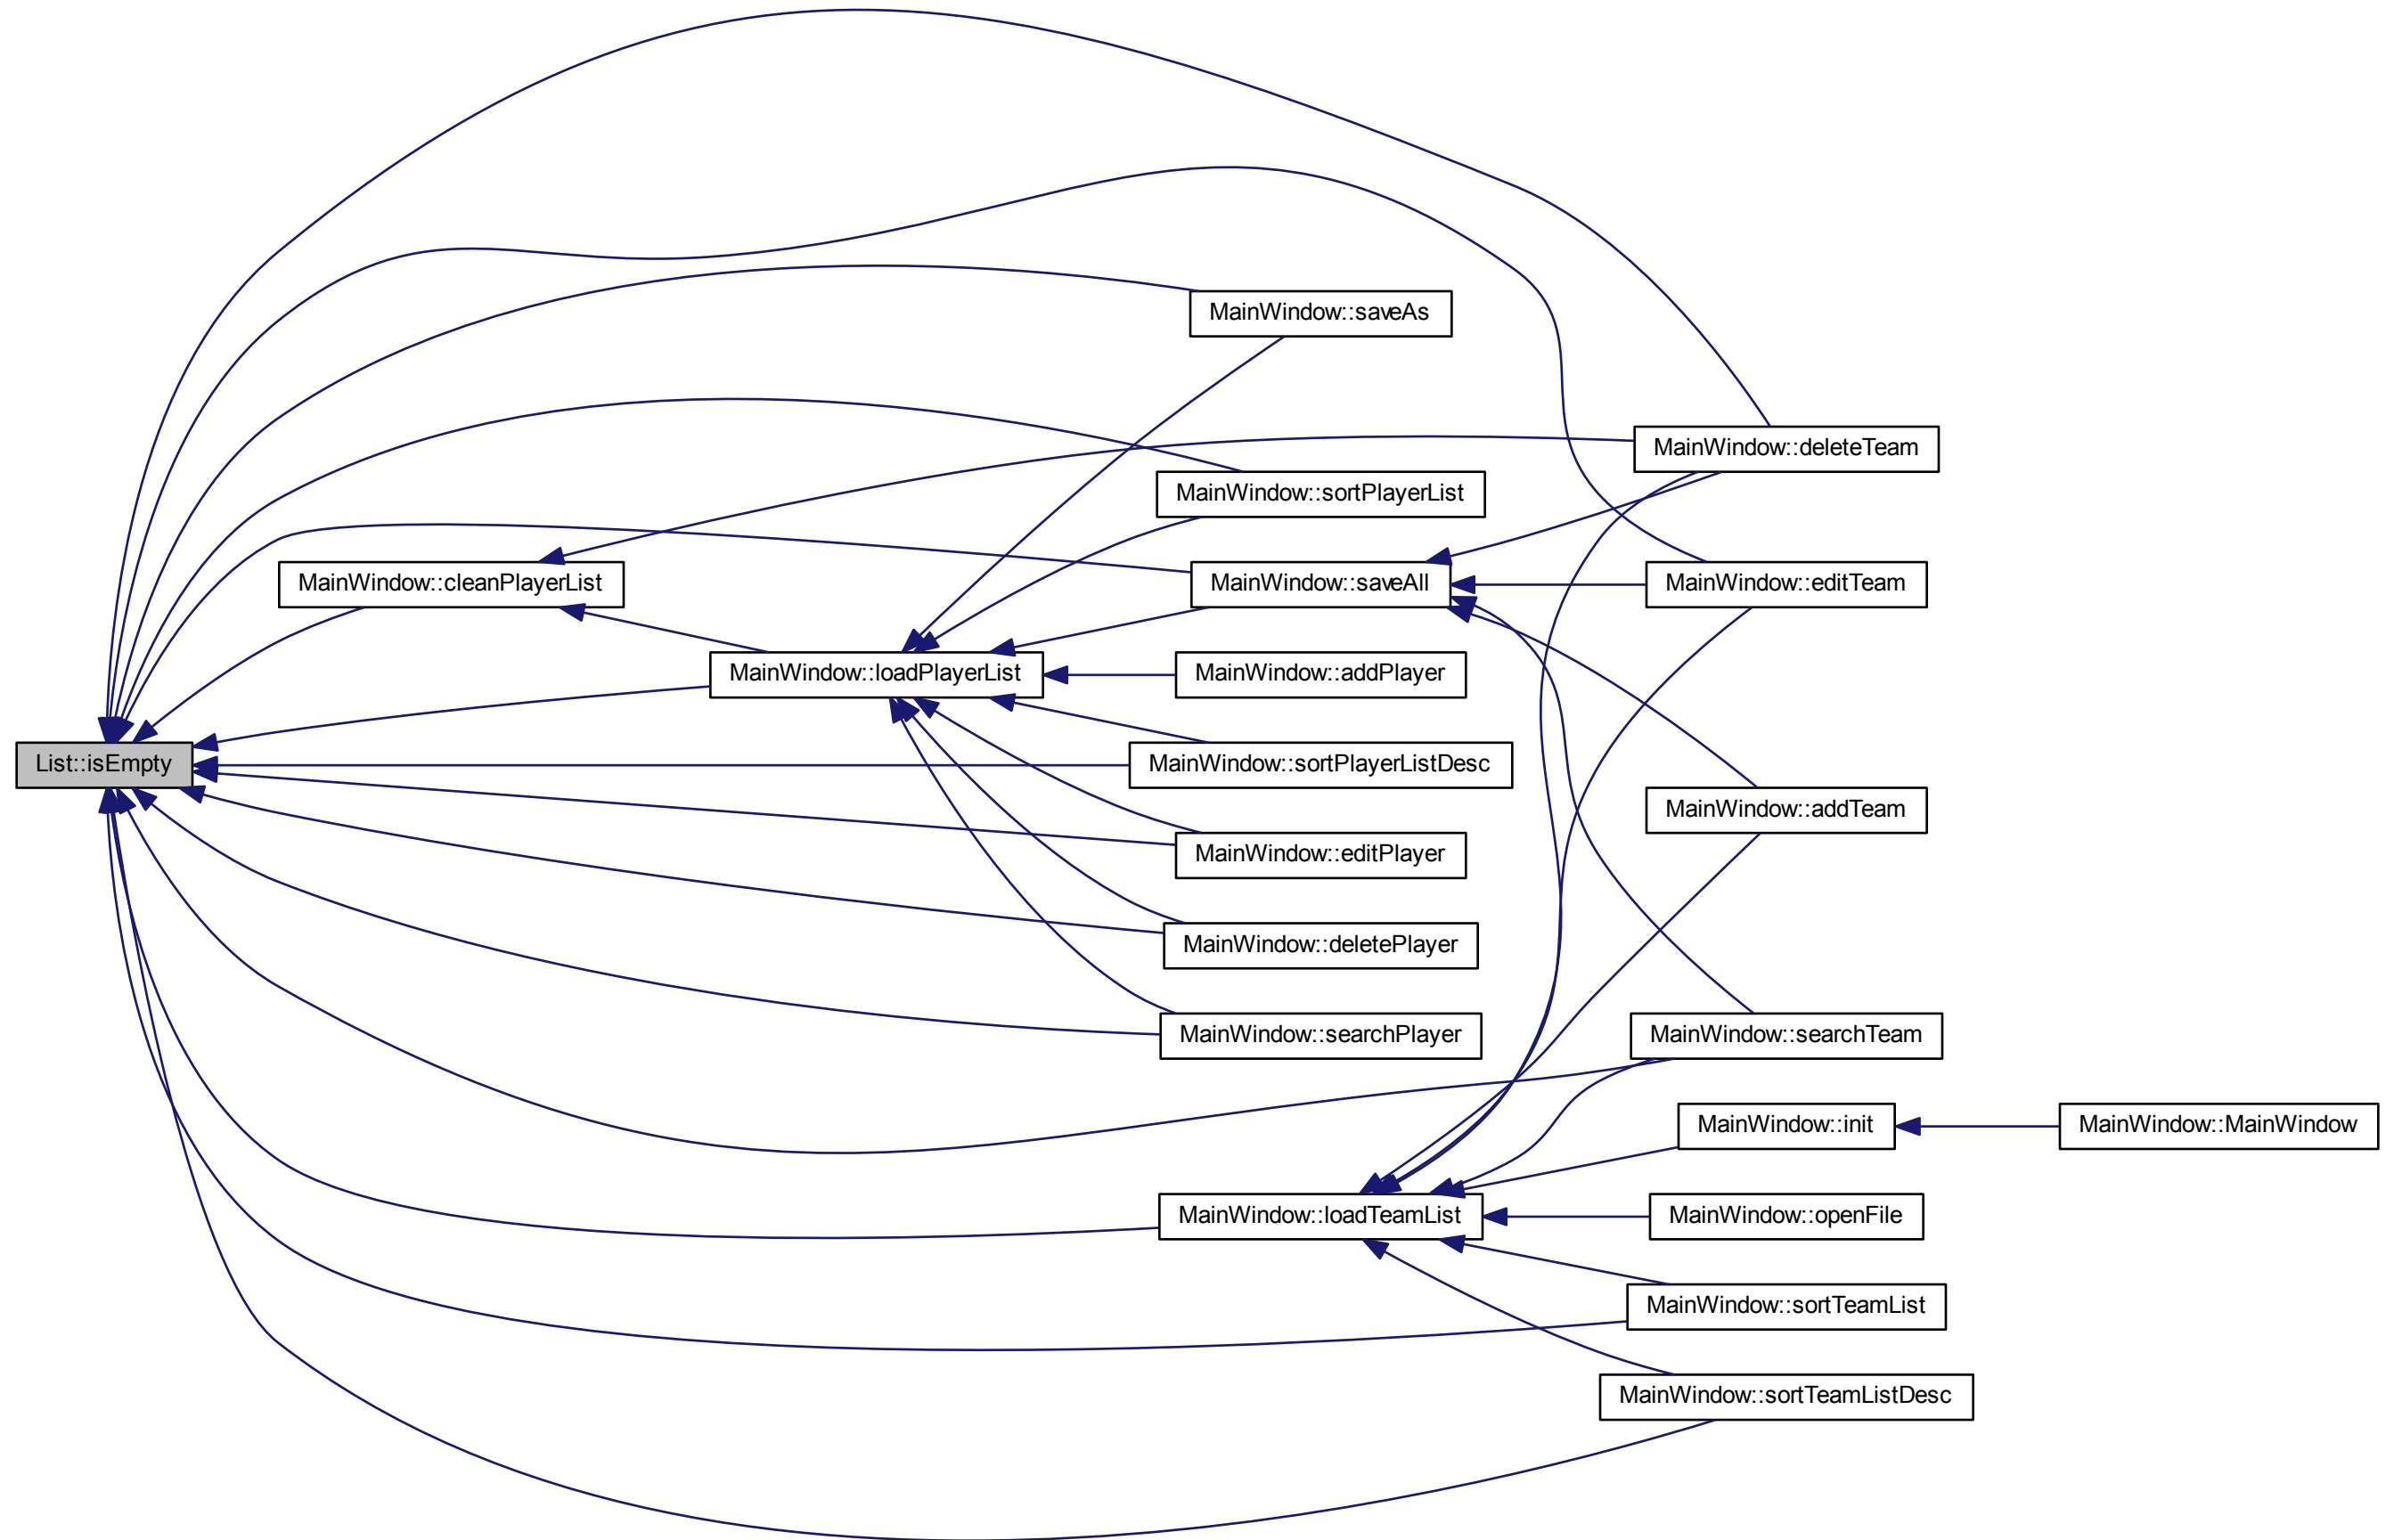 MainWindow::saveAs
MainWindow::deleteTeam
MainWindow::sortPlayerList
MainWindow::cleanPlayerList
MainWindow::saveAll
MainWindow::editTeam
MainWindow::loadPlayerList
MainWindow::addPlayer
List::isEmpty
MainWindow::sortPlayerListDesc
MainWindow::addTeam
MainWindow::editPlayer
MainWindow::deletePlayer
MainWindow::searchPlayer
MainWindow::searchTeam
MainWindow::init
MainWindow::MainWindow
MainWindow::loadTeamList
MainWindow::openFile
MainWindow::sortTeamList
MainWindow::sortTeamListDesc